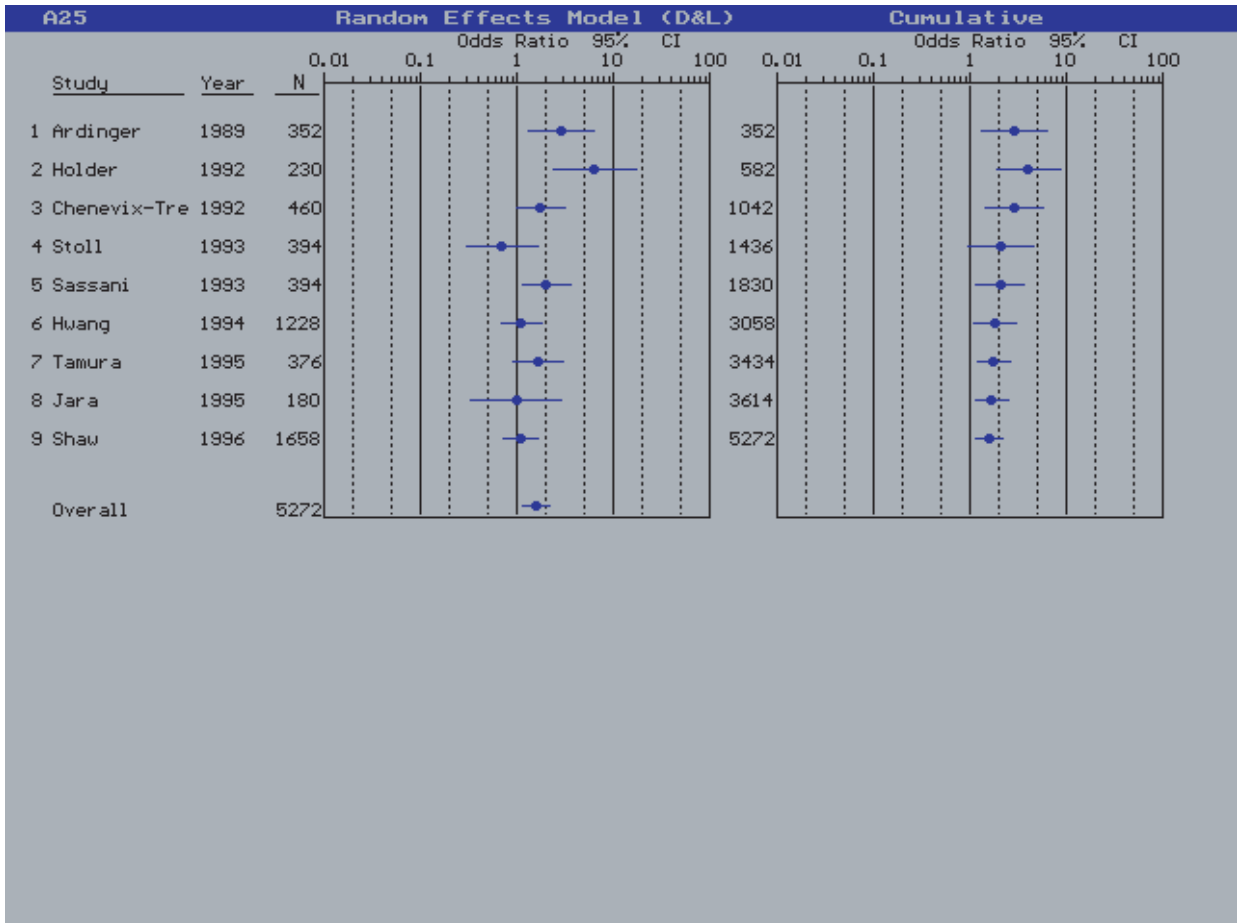 A25 Random Effects Model (D&L) Cumulative
Odds Ratio 95% CI Odds Ratio 95% CI
0.01 0.1 1 10 100 0.01 0.1 1 10 100
Study Year N
1 Ardinger 1989 352 352
2 Holder 1992 230 582
3 Chenevix-Tre 1992 460 1042
4 Stoll 1993 394 1436
5 Sassani 1993 394 1830
6 Hwang 1994 1228 3058
7 Tamura 1995 376 3434
8 Jara 1995 180 3614
9 Shaw 1996 1658 5272
Overall 5272